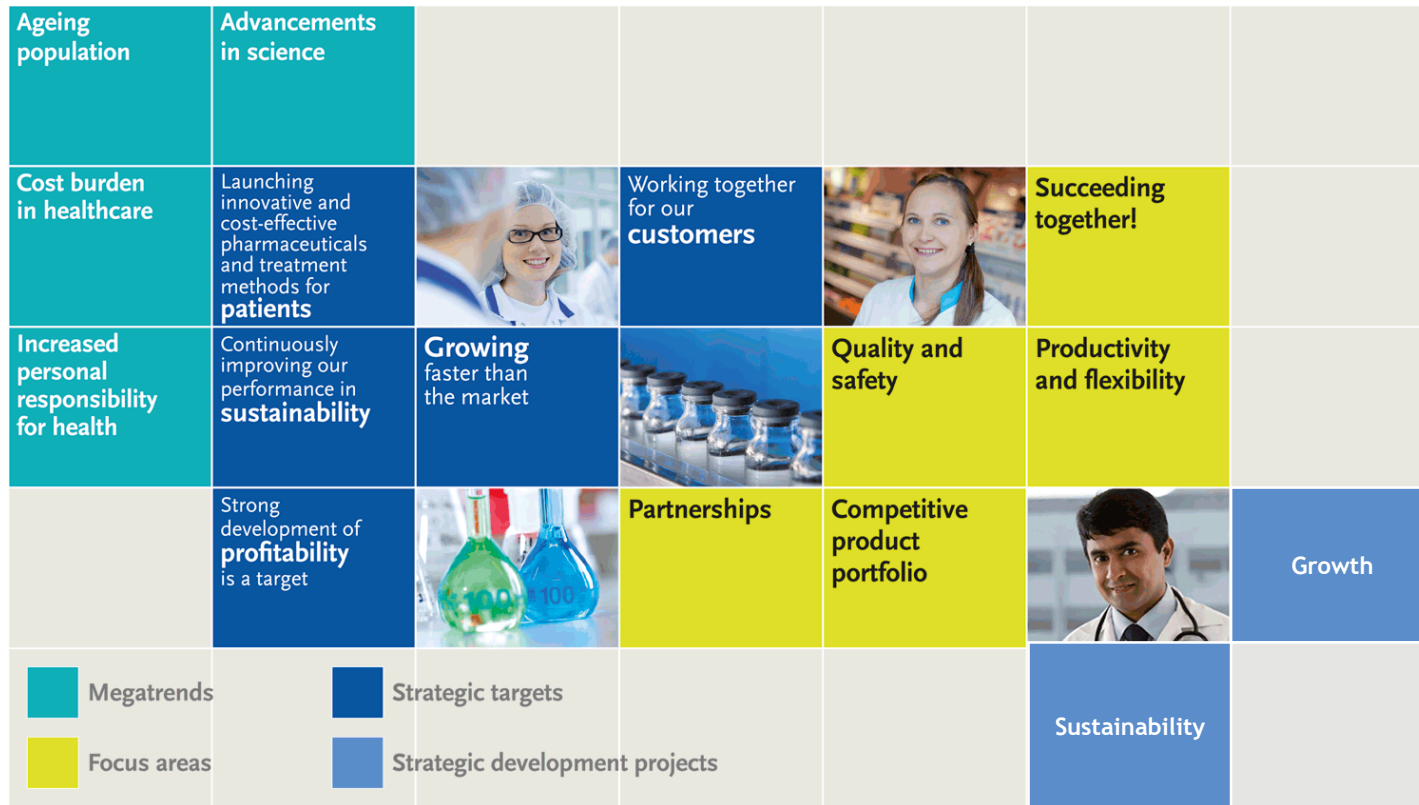 Ageing
population
Advancements
in science
Cost burden
in healthcare
Launching
innovative and
cost-effective
pharmaceuticals
and treatment
methods for
patients
Working together
for our
customers
Succeeding
together!
Increased
personal
responsibility
for health
Continuously
improving our
performance in
sustainability
Growing
faster than
the market
Quality and
safety
Productivity
and flexibility
Strong
development of
profitability
is a target
100
100
Partnerships
Competitive
product
portfolio
Growth
Megatrends
Strategic targets
Sustainability
Focus areas
Strategic development projects